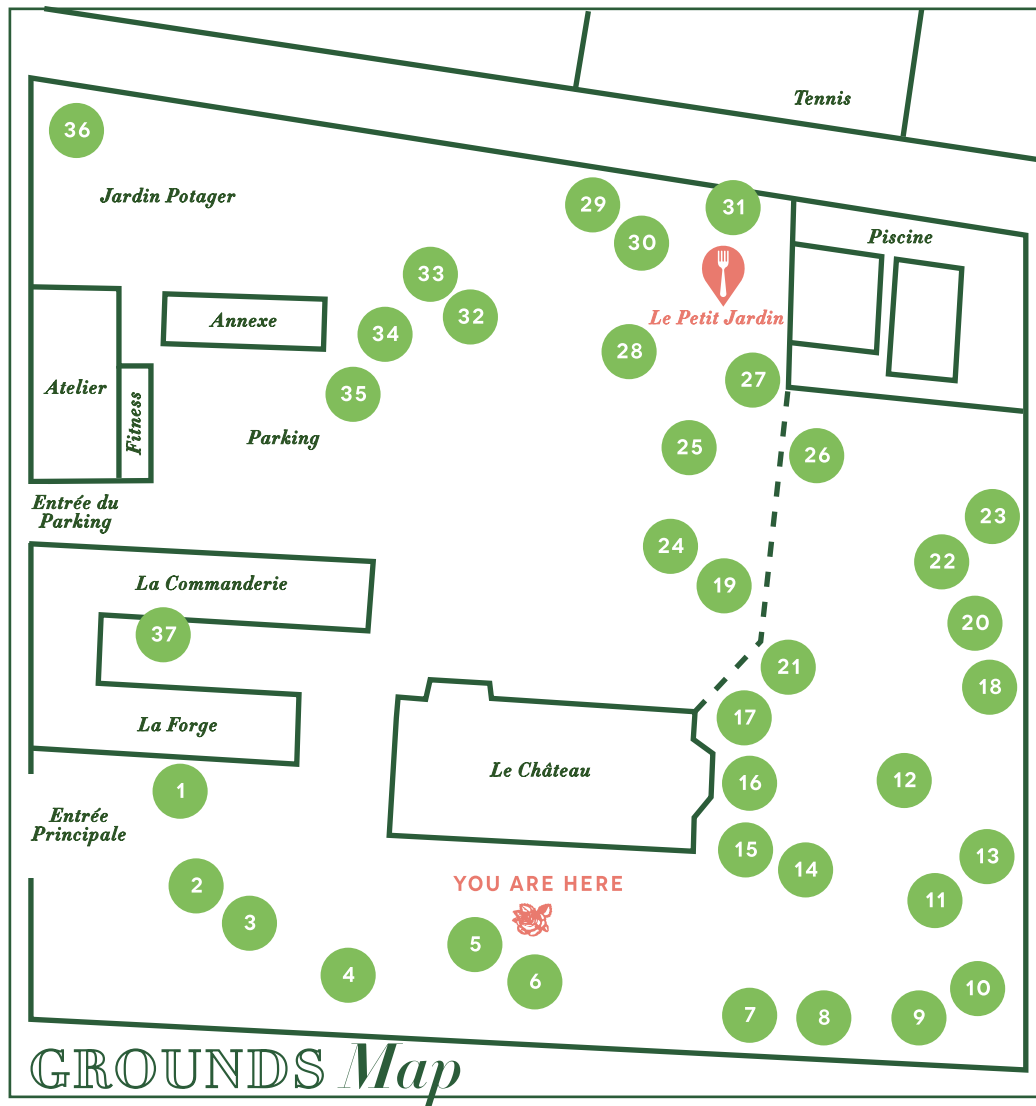 Tennis
36
Jardin Potager
29
31
30
Piscine
33
Le Petit Jardin
32
Annexe
34
28
27
Atelier
Fitness
35
Parking
25
26
Entrée du
Parking
23
24
22
La Commanderie
19
20
37
21
18
La Forge
17
Le Château
16
12
1
Entrée
Principale
15
13
14
YOU ARE HERE
2
11
3
5
4
6
10
7
8
9
GROUNDS Map